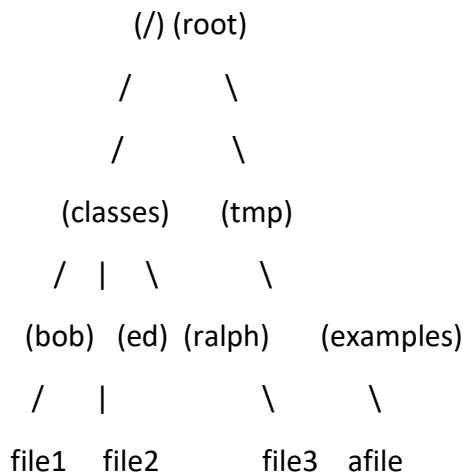 (/) (root)
/ \
/ \
(classes) (tmp)
/ | \ \
(bob) (ed) (ralph) (examples)
/ | \ \
file1 file2 file3 afile